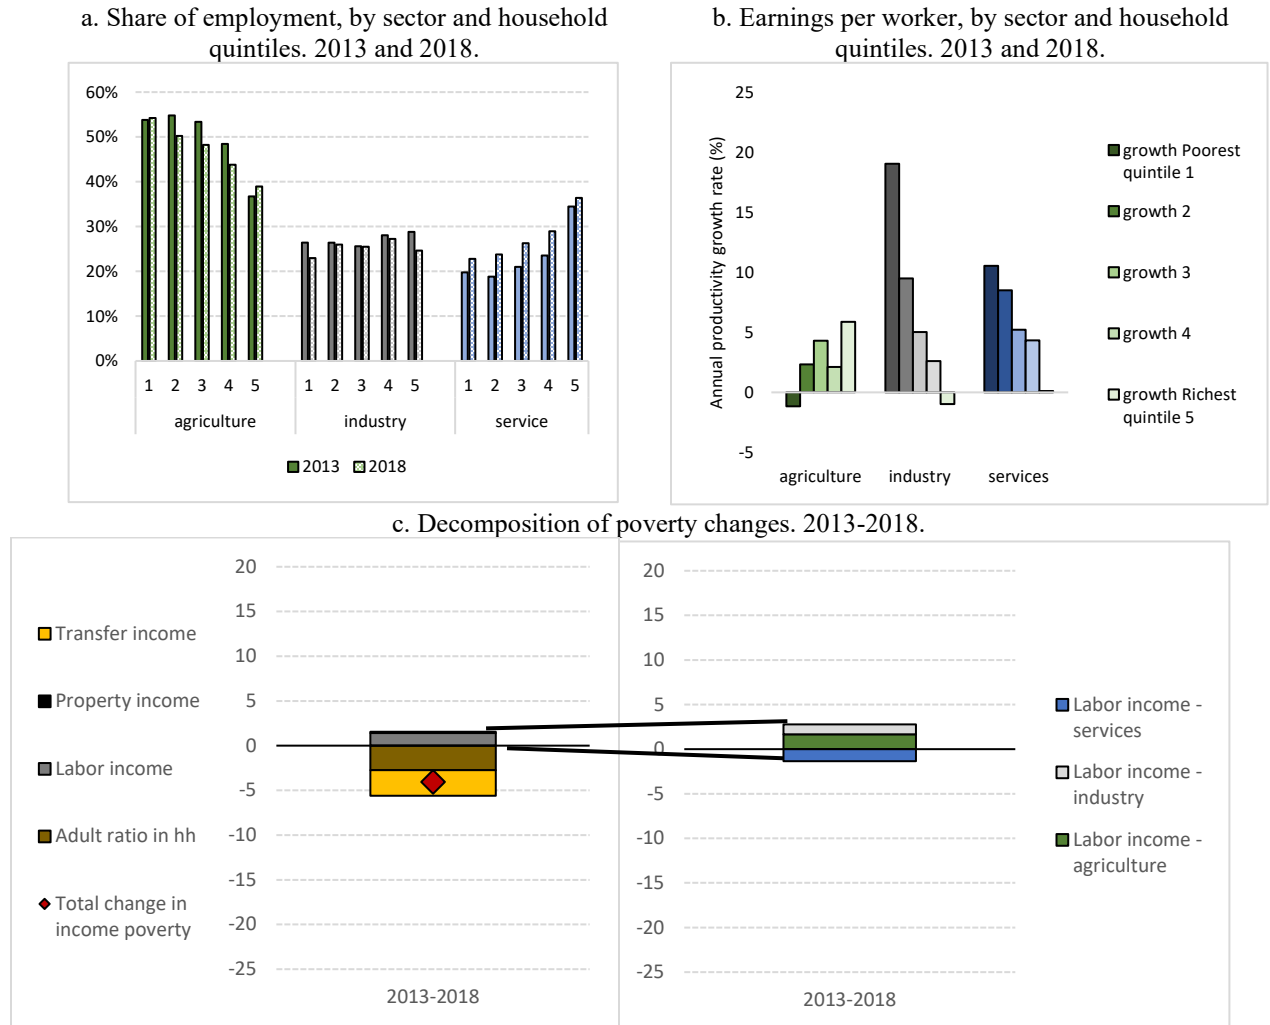 a. Share of employment, by sector and household
quintiles. 2013 and 2018.
60%
50%
40%
30%
20%
10%
0%
1 2 3 4 5 1 2 3 4 5 1 2 3 4 5
agriculture industry service
2013 2018
b. Earnings per worker, by sector and household
quintiles. 2013 and 2018.
Annual productivity growth rate (%)
25
20
15
10
5
0
-5
agriculture industry services
growth Poorest
quintile 1
growth 2
growth 3
growth 4
growth Richest
quintile 5
c. Decomposition of poverty changes. 2013-2018.
Transfer income
Property income
Labor income
Adult ratio in hh
Total change in
income poverty
20
15
10
5
0
-5
-10
-15
-20
-25
2013-2018
20
15
10
5
0
-5
-10
-15
-20
-25
2013-2018
Labor income -
services
Labor income -
industry
Labor income -
agriculture